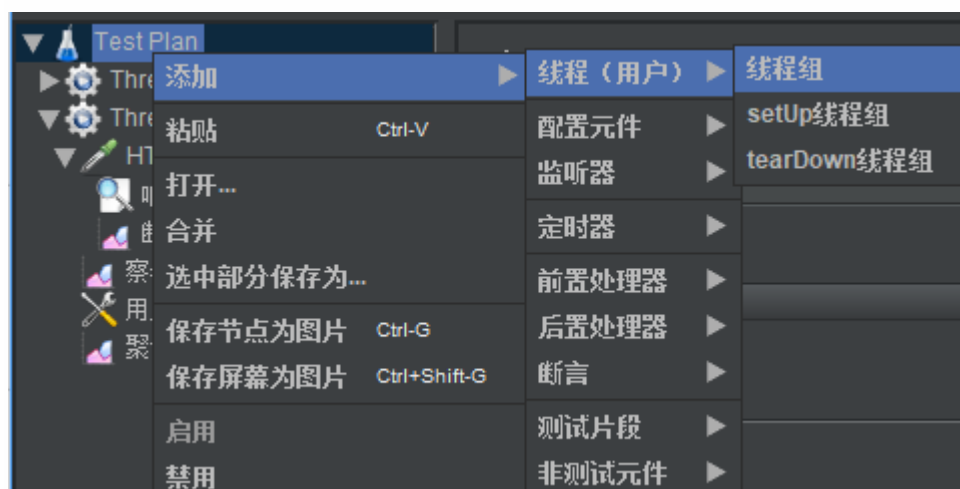 Test Plan
添加
粘贴 Ctrl-V
打开...
合并
选中部分保存为...
保存节点为图片 Ctrl-G
保存屏幕为图片 Ctrl+Shift-G
启用
禁用
线程（用户）
配置元件
监听器
定时器
前置处理器
后置处理器
断言
测试片段
非测试元件
线程组
setUp线程组
tearDown线程组